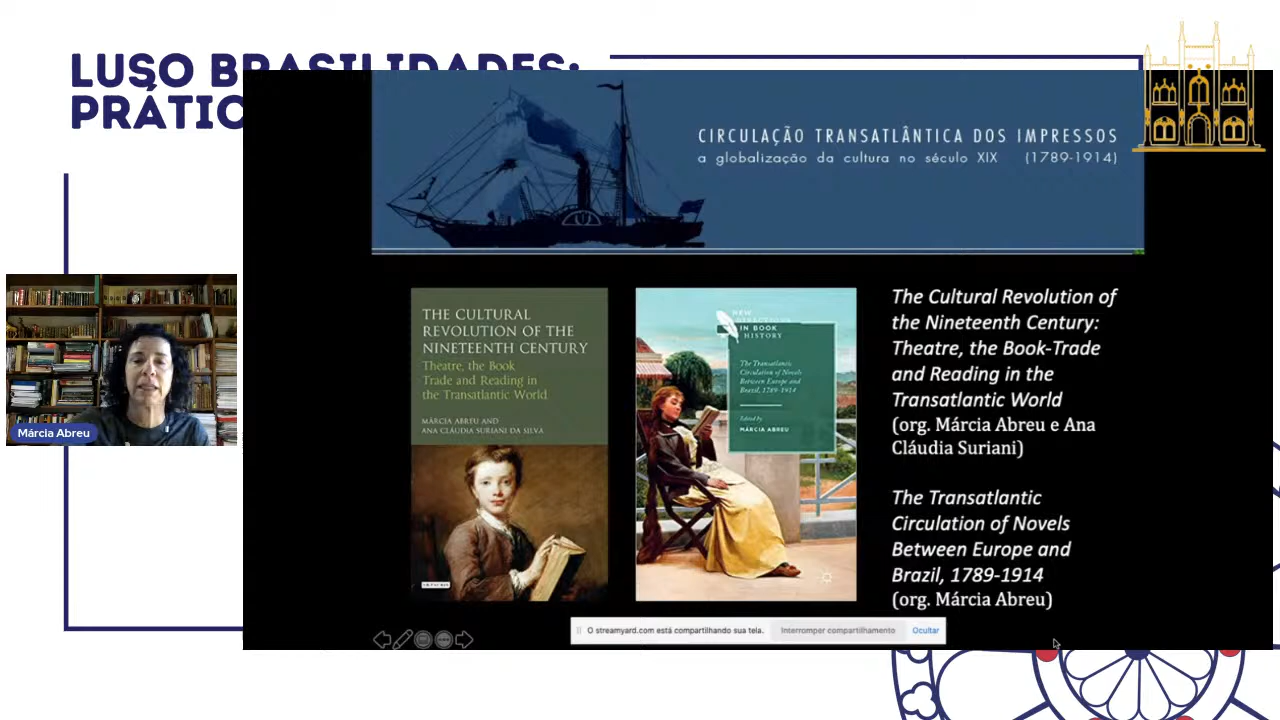 LUSO BRASILIDADES:
PRÁTIC
CIRCULAÇÃO TRANSATLÂNTICA DOS IMPRESSOS
a globalização da cultura no século XIX (1789-1914)
THE CULTURAL
REVOLUTION OF THE
NINETEENTH CENTURY
Theatre, the Book
Trade and Reading in
the Transatlantic World
MÁRCIA ABREU AND
ANA CLÁUDIA SURIANI DA SILVA
NEW
DIRECTIONS
IN BOOK
HISTORY
The Transatlantic
Circulation of Novels
Between Europe and
Brazil, 1789-1914
Edited by
MÁRCIA ABREU
The Cultural Revolution of
the Nineteenth Century:
Theatre, the Book-Trade
and Reading in the
Transatlantic World
(org. Márcia Abreu e Ana
Cláudia Suriani)
The Transatlantic
Circulation of Novels
Between Europe and
Brazil, 1789-1914
(org. Márcia Abreu)
Márcia Abreu
O streamyard.com está compartilhando sua tela.
Interromper compartilhamento
Ocultar